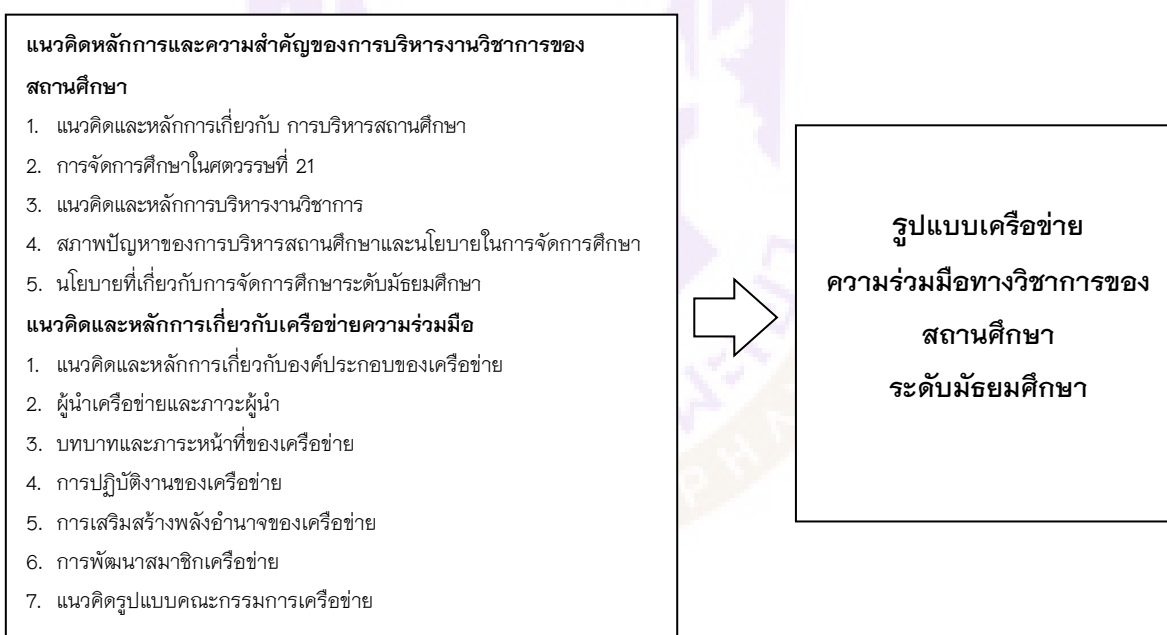 แนวคิดหลักการและความสำคัญของการบริหารงานวิชาการของ
สถานศึกษา
1. แนวคิดและหลักการเกี่ยวกับ การบริหารสถานศึกษา
2. การจัดการศึกษาในศตวรรษที่ 21
3. แนวคิดและหลักการบริหารงานวิชาการ
4. สภาพปัญหาของการบริหารสถานศึกษาและนโยบายในการจัดการศึกษา
5. นโยบายที่เกี่ยวกับการจัดการศึกษาระดับมัธยมศึกษา
แนวคิดและหลักการเกี่ยวกับเครือข่ายความร่วมมือ
1. แนวคิดและหลักการเกี่ยวกับองค์ประกอบของเครือข่าย
2. ผู้นำเครือข่ายและภาวะผู้นำ
3. บทบาทและภาระหน้าที่ของเครือข่าย
4. การปฏิบัติงานของเครือข่าย
5. การเสริมสร้างพลังอำนาจของเครือข่าย
6. การพัฒนาสมาชิกเครือข่าย
7. แนวคิดรูปแบบคณะกรรมการเครือข่าย
รูปแบบเครือข่าย
ความร่วมมือทางวิชาการของ
สถานศึกษา
ระดับมัธยมศึกษา